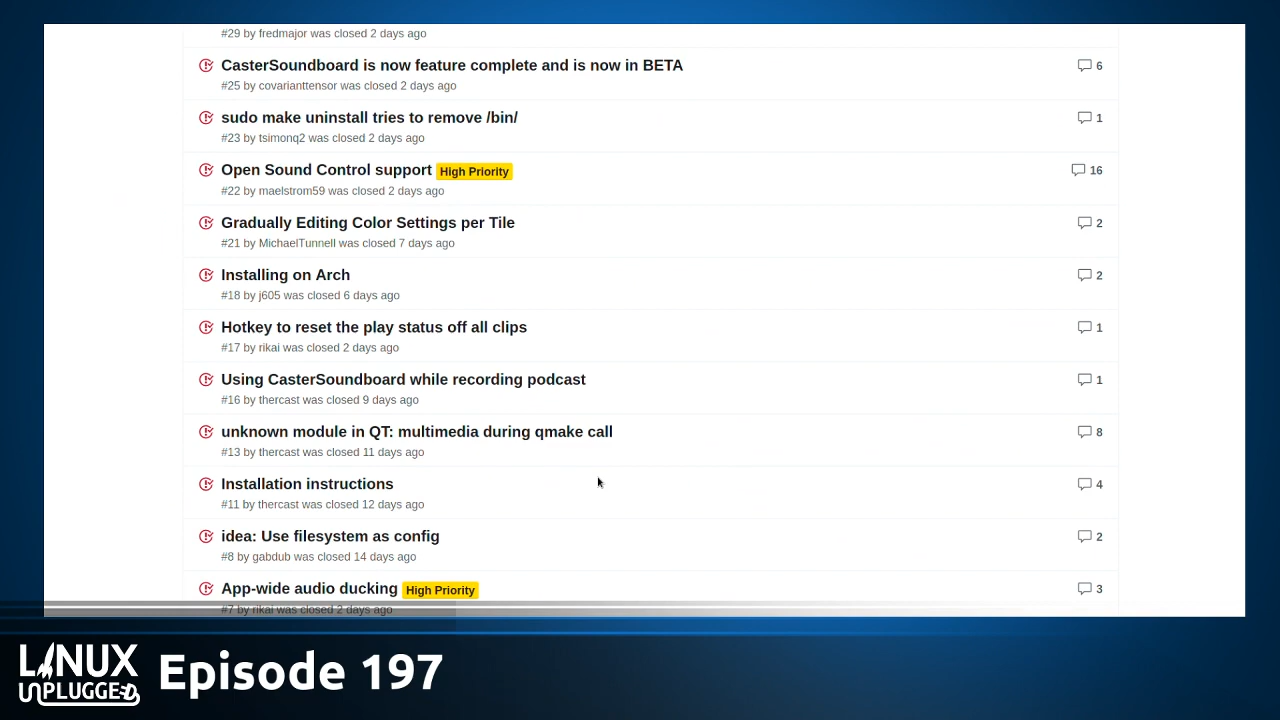 #29 by fredmajor was closed 2 days ago
CasterSoundboard is now feature complete and is now in BETA 6
#25 by covarianttensor was closed 2 days ago
sudo make uninstall tries to remove /bin/ 1
#23 by tsimonq2 was closed 2 days ago
Open Sound Control support High Priority 16
#22 by maelstrom59 was closed 2 days ago
Gradually Editing Color Settings per Tile 2
#21 by MichaelTunnell was closed 7 days ago
Installing on Arch 2
#18 by j605 was closed 6 days ago
Hotkey to reset the play status off all clips 1
#17 by rikai was closed 2 days ago
Using CasterSoundboard while recording podcast 1
#16 by thercast was closed 9 days ago
unknown module in QT: multimedia during qmake call 8
#13 by thercast was closed 11 days ago
Installation instructions 4
#11 by thercast was closed 12 days ago
idea: Use filesystem as config 2
#8 by gabdub was closed 14 days ago
App-wide audio ducking High Priority 3
#7 by rikai was closed 2 days ago
LINUX
UNPLUGGED
Episode 197